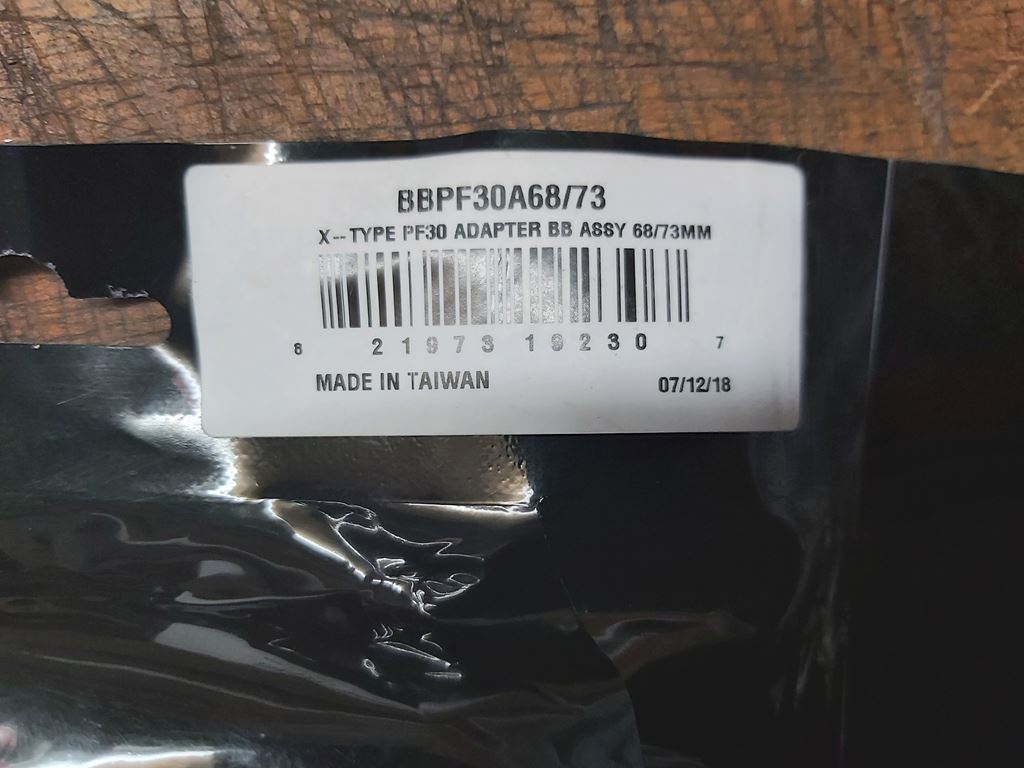 BBPF30A68/73
X--TYPE PF30 ADAPTER BB ASSY 68/73MM
8 21973 19230 7
MADE IN TAIWAN 07/12/18